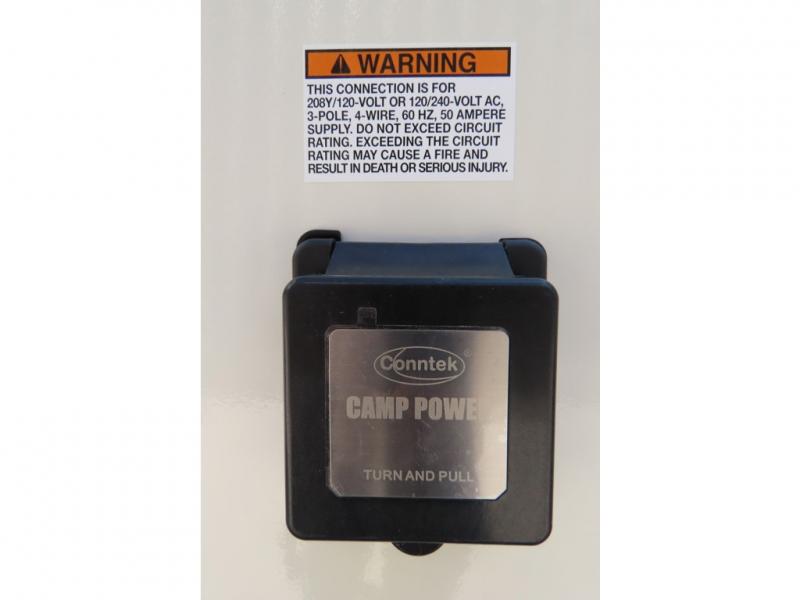 WARNING
THIS CONNECTION IS FOR
208Y/120-VOLT OR 120/240-VOLT AC,
3-POLE, 4-WIRE, 60 HZ, 50 AMPERE
SUPPLY. DO NOT EXCEED CIRCUIT
RATING. EXCEEDING THE CIRCUIT
RATING MAY CAUSE A FIRE AND
RESULT IN DEATH OR SERIOUS INJURY.
Conntek®
CAMP POWER
TURN AND PULL